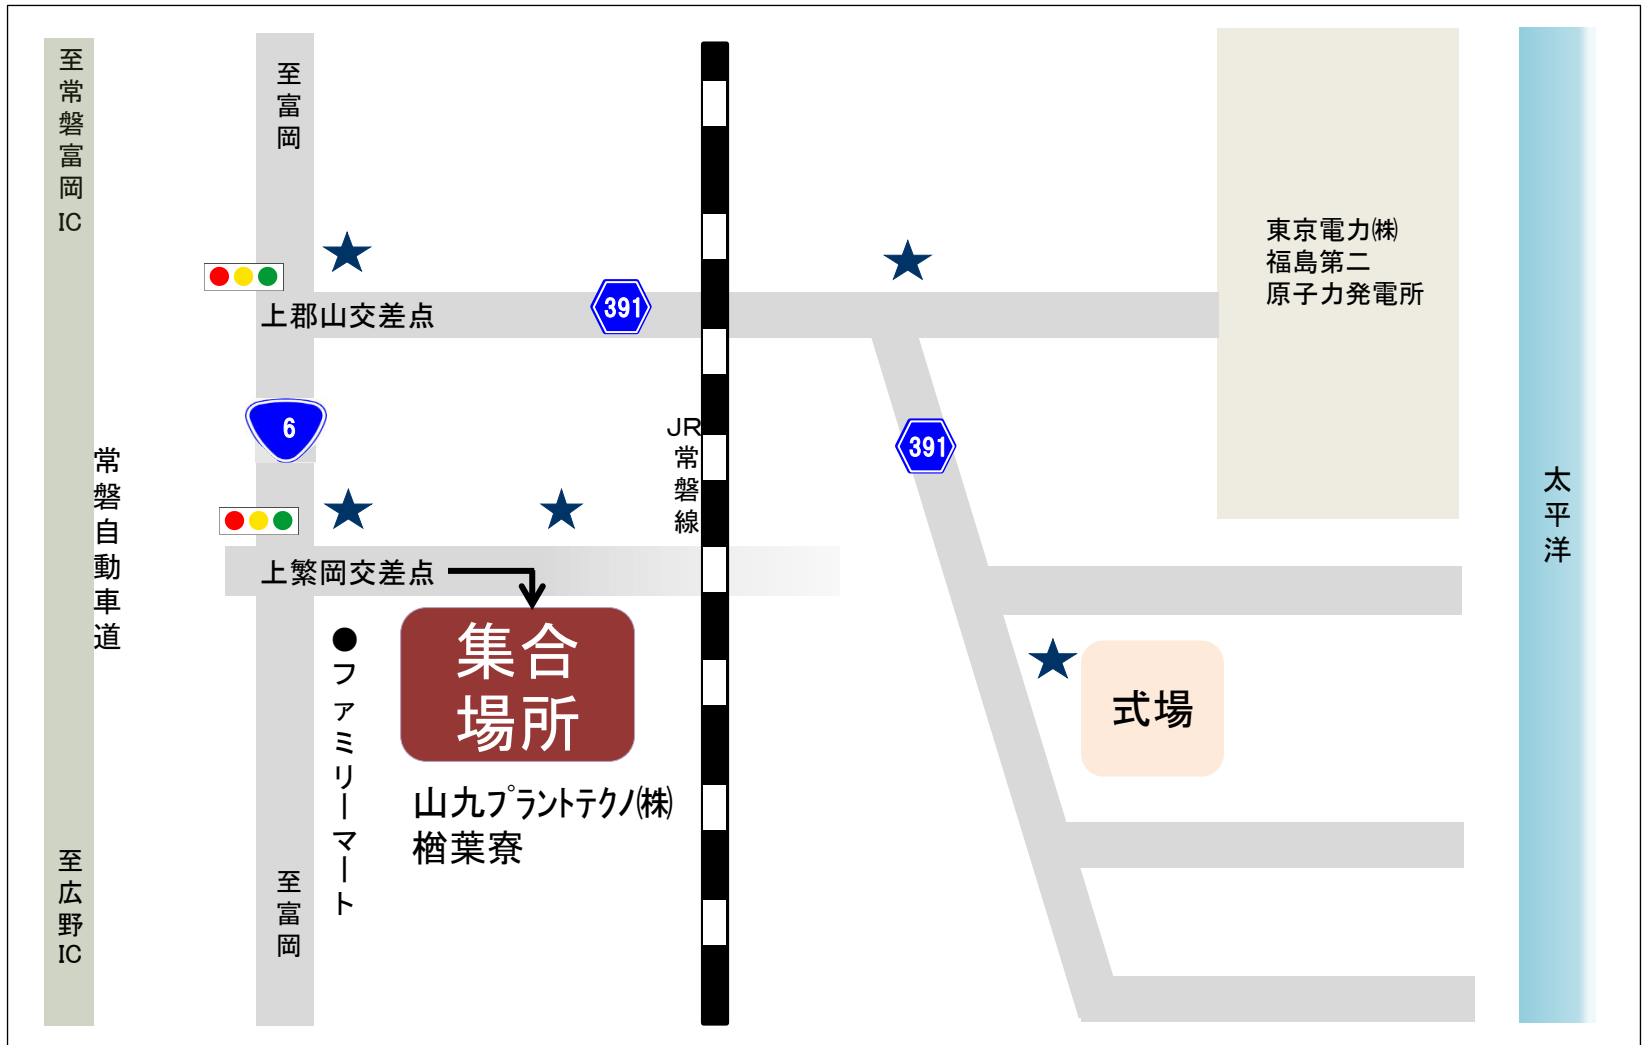 至常磐富岡IC
至富岡
上郡山交差点
391
東京電力㈱
福島第二
原子力発電所
6
391
JR常磐線
常磐自動車道
太平洋
上繁岡交差点
集合
場所
●ファミリーマート
式場
山九プラントテクノ㈱
楢葉寮
至広野IC
至富岡